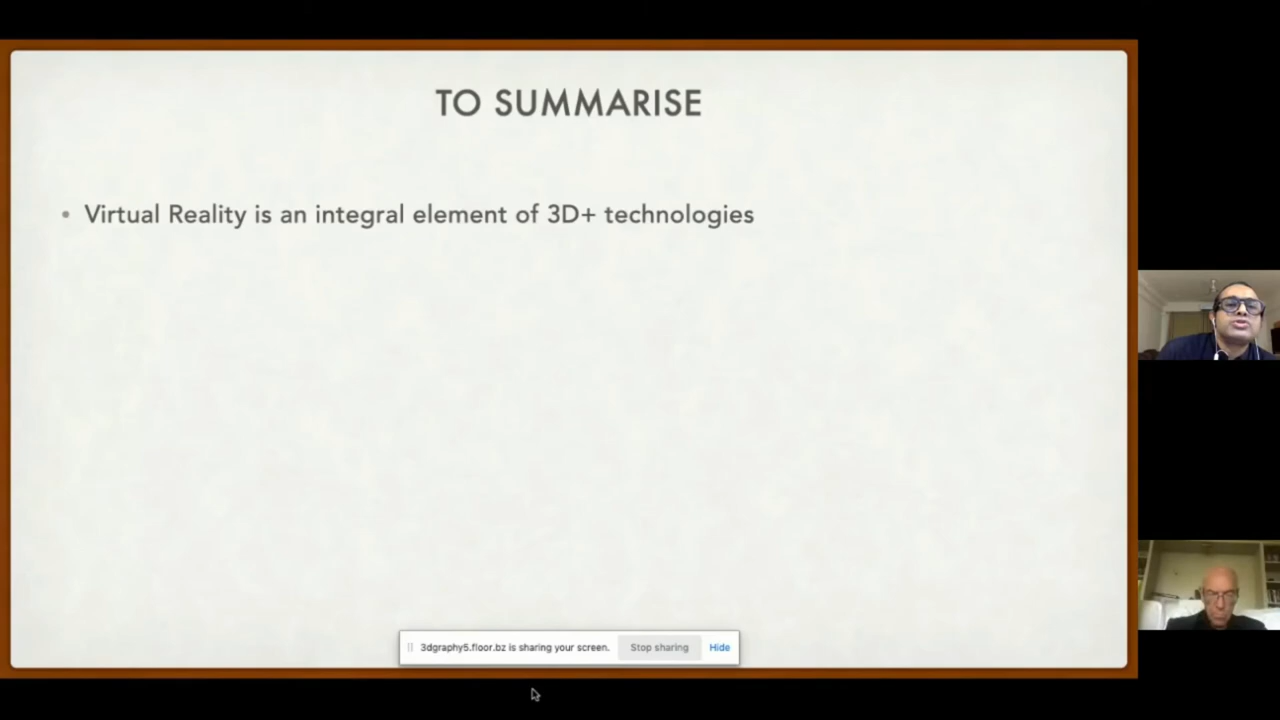 TO SUMMARISE
• Virtual Reality is an integral element of 3D+ technologies
3dgraphy5.floor.bz is sharing your screen. Stop sharing Hide